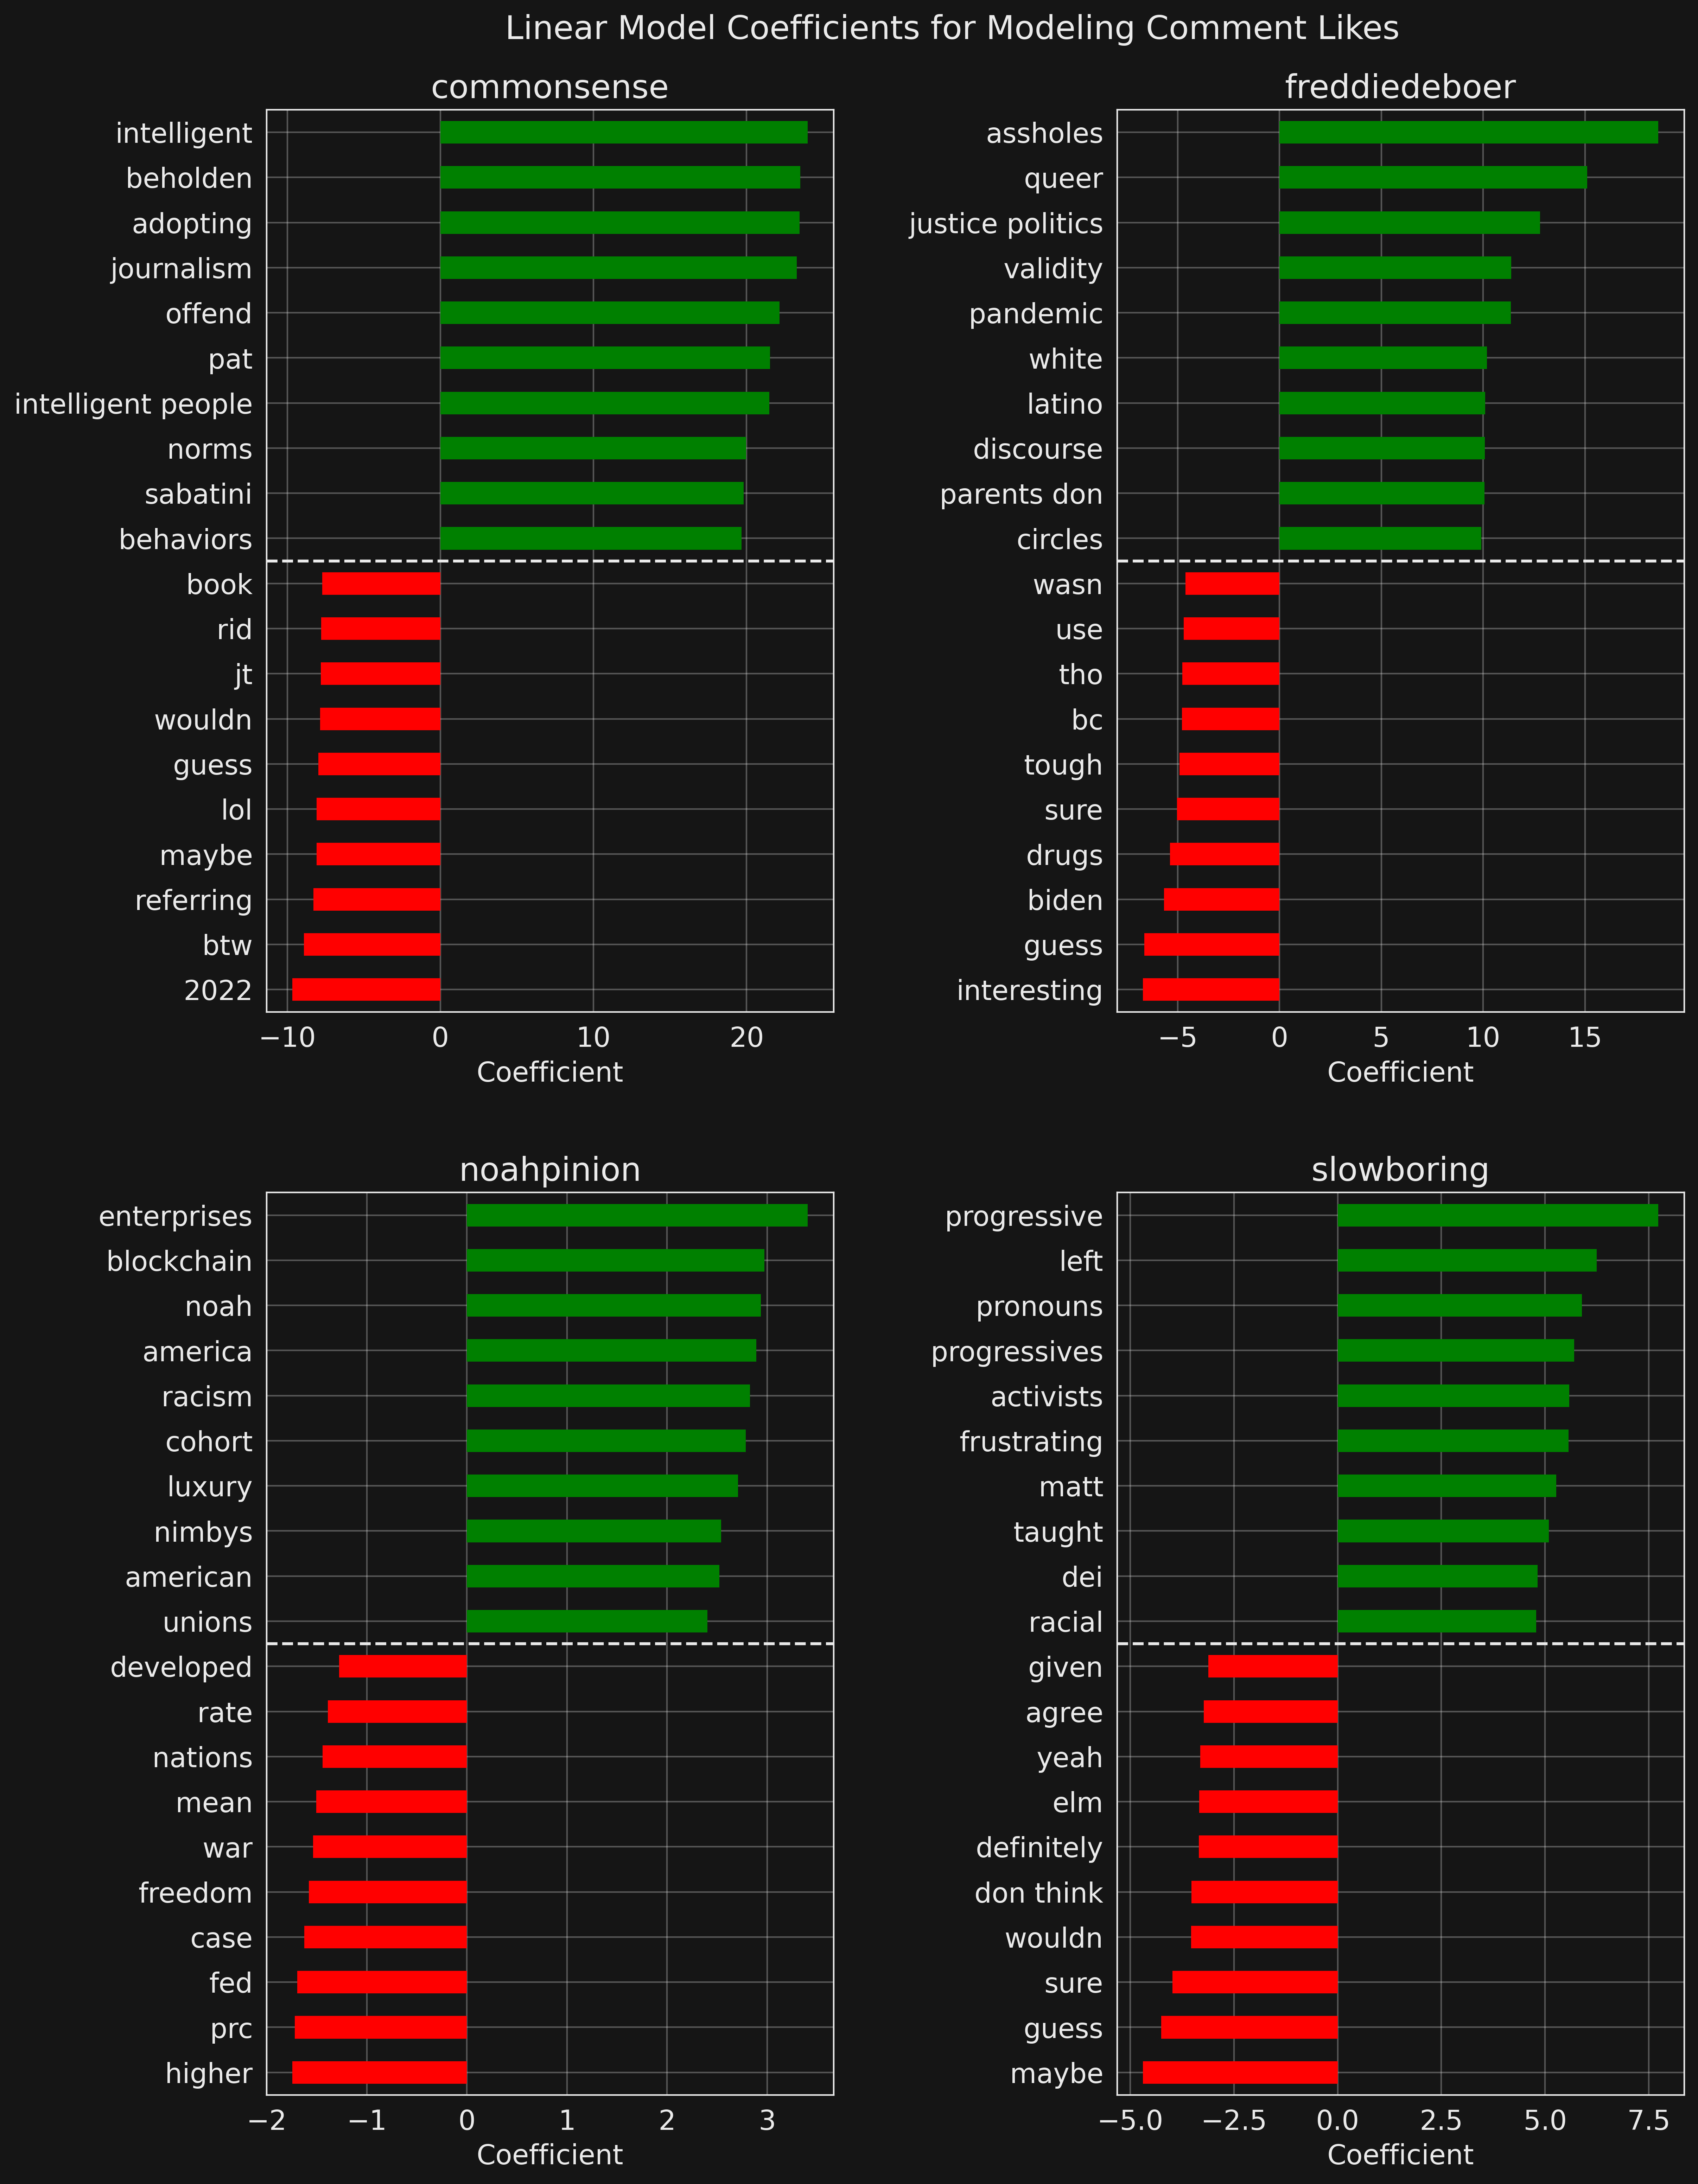 Linear Model Coefficients for Modeling Comment Likes
commonsense
intelligent
beholden
adopting
journalism
offend
pat
intelligent people
norms
sabatini
behaviors
book
rid
jt
wouldn
guess
lol
maybe
referring
btw
2022
−10 0 10 20
Coefficient
freddiedeboer
assholes
queer
justice politics
validity
pandemic
white
latino
discourse
parents don
circles
wasn
use
tho
bc
tough
sure
drugs
biden
guess
interesting
−5 0 5 10 15
Coefficient
noahpinion
enterprises
blockchain
noah
america
racism
cohort
luxury
nimbys
american
unions
developed
rate
nations
mean
war
freedom
case
fed
prc
higher
−2 −1 0 1 2 3
Coefficient
slowboring
progressive
left
pronouns
progressives
activists
frustrating
matt
taught
dei
racial
given
agree
yeah
elm
definitely
don think
wouldn
sure
guess
maybe
−5.0 −2.5 0.0 2.5 5.0 7.5
Coefficient